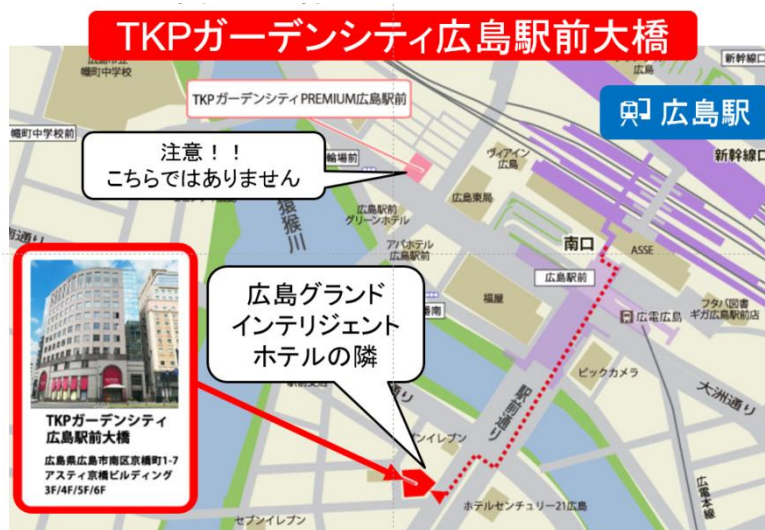 TKPガーデンシティ広島駅前大橋
幟町中学校
広島
新幹線口
TKPガーデンシティPREMIUM広島駅前
広島駅
幟町中学校前
注意！！
こちらではありません
輪場前
ヴィアイン
広島
新幹線口
猿猴川
広島駅前
グリーンホテル
広島東局
南口
ASSE
アパホテル
広島駅前
広島駅前
福屋
広電広島
フタバ図書
ギガ広島駅前店
広島グランド
インテリジェント
ホテルの隣
ビックカメラ
駅前通り
大洲通り
TKPガーデンシティ
広島駅前大橋
広島県広島市南区京橋町1-7
アスティ京橋ビルディング
3F/4F/5F/6F
ホテルセンチュリー21広島
広電本線
セブンイレブン